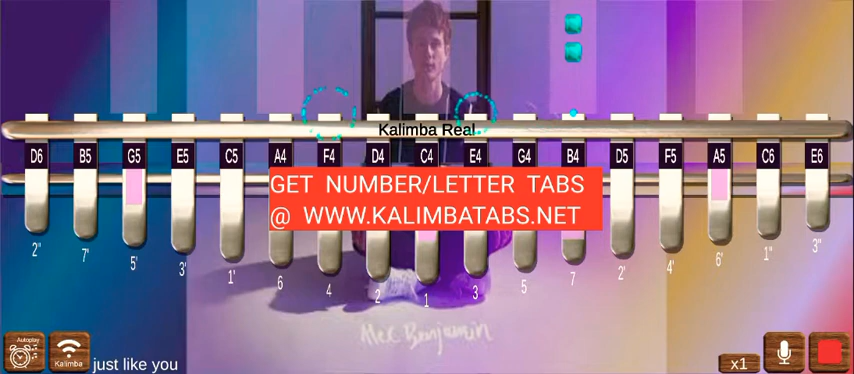 Kalimba Real
D6 B5 G5 E5 C5 A4 F4 D4 C4 E4 G4 B4 D5 F5 A5 C6 E6
GET NUMBER/LETTER TABS
@ WWW.KALIMBATABS.NET
2" 7' 5' 3' 1' 6 4 2 1 3 5 7 2' 4' 6' 1" 3"
Alec Benjamin
Autoplay
Kalimba
just like you
x1